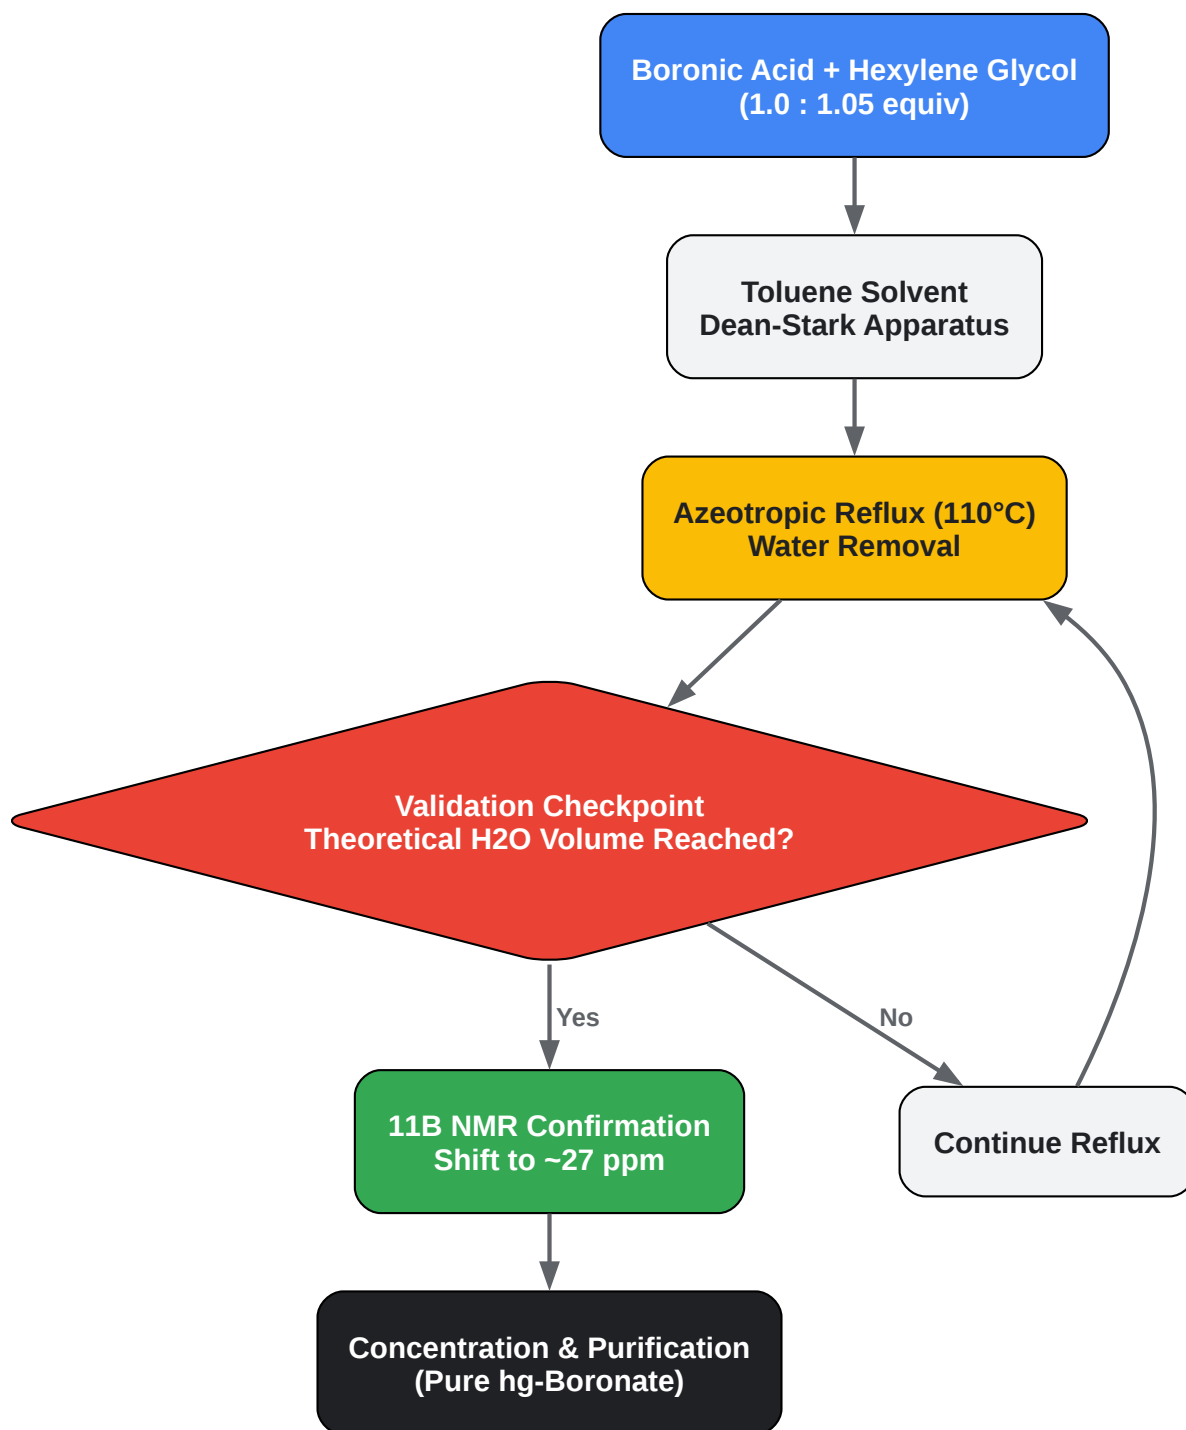 Boronic Acid + Hexylene Glycol
(1.0 : 1.05 equiv)
Toluene Solvent
Dean-Stark Apparatus
Azeotropic Reflux (110°C)
Water Removal
Validation Checkpoint
Theoretical H2O Volume Reached?
Yes
No
11B NMR Confirmation
Shift to ~27 ppm
Continue Reflux
Concentration & Purification
(Pure hg-Boronate)